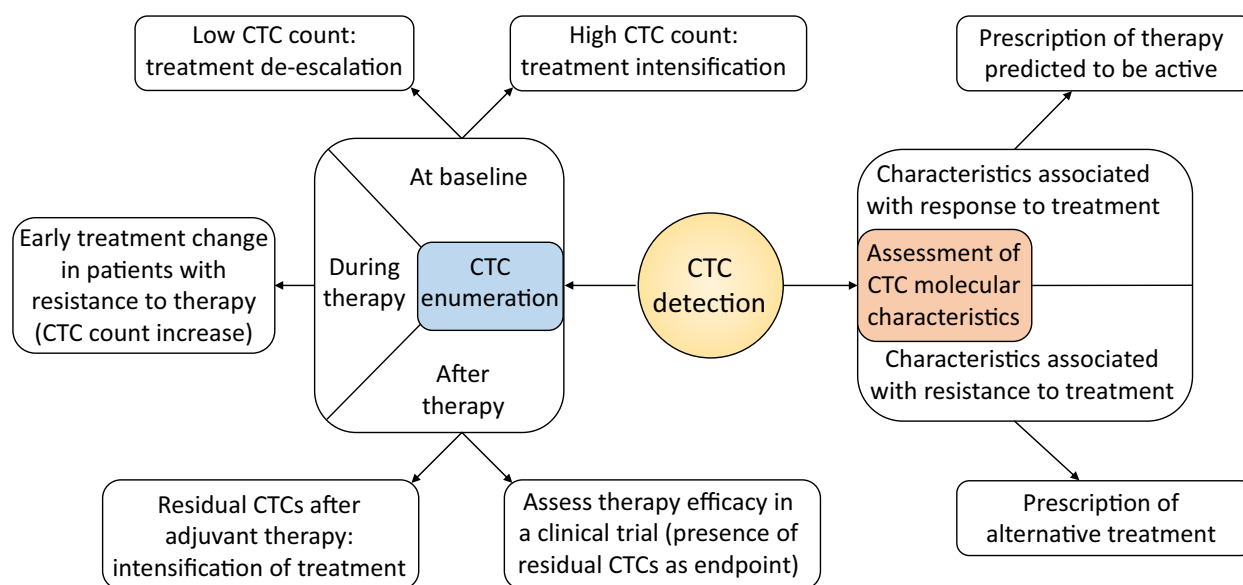 Low CTC count:
treatment de-escalation
High CTC count:
treatment intensification
Prescription of therapy
predicted to be active
At baseline
During
therapy
After
therapy
CTC
enumeration
Early treatment change
in patients with
resistance to therapy
(CTC count increase)
CTC
detection
Characteristics associated
with response to treatment
Assessment of
CTC molecular
characteristics
Characteristics associated
with resistance to treatment
Residual CTCs after
adjuvant therapy:
intensification of treatment
Assess therapy efficacy in
a clinical trial (presence of
residual CTCs as endpoint)
Prescription of
alternative treatment